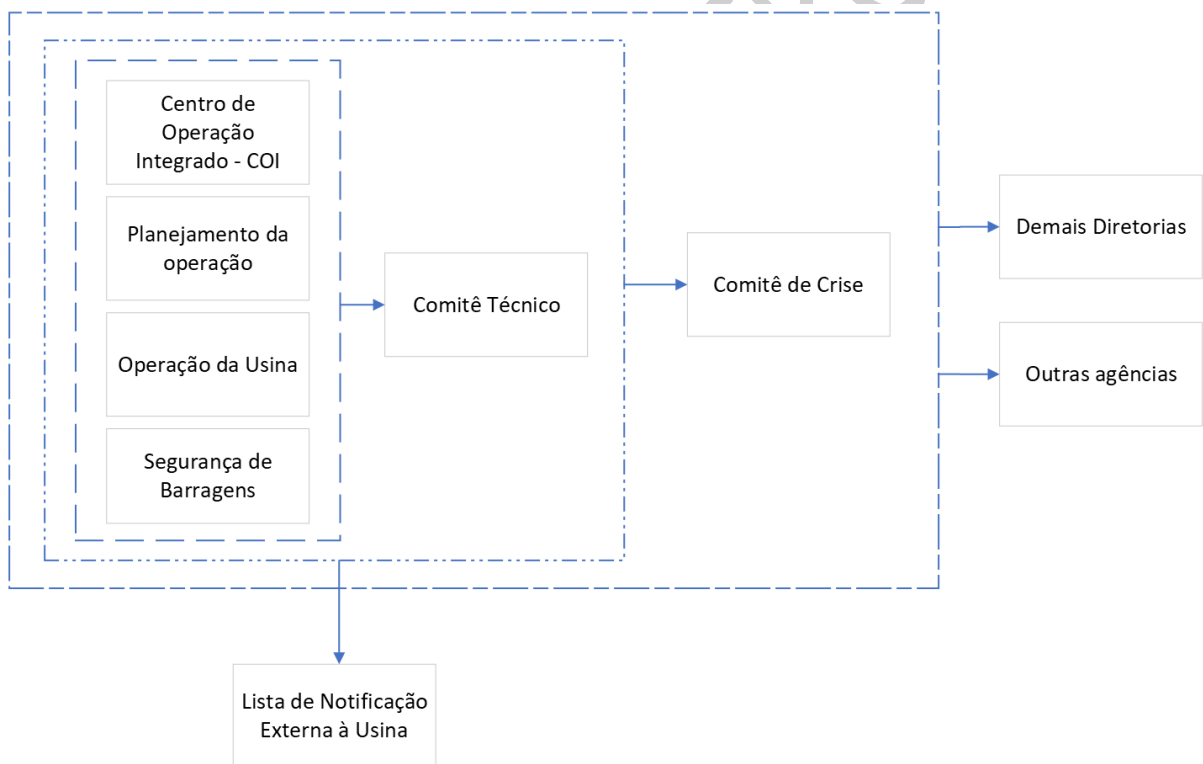 Centro de
Operação
Integrado - COI
Planejamento da
operação
Operação da Usina
Segurança de
Barragens
Comitê Técnico
Comitê de Crise
Demais Diretorias
Outras agências
Lista de Notificação
Externa à Usina